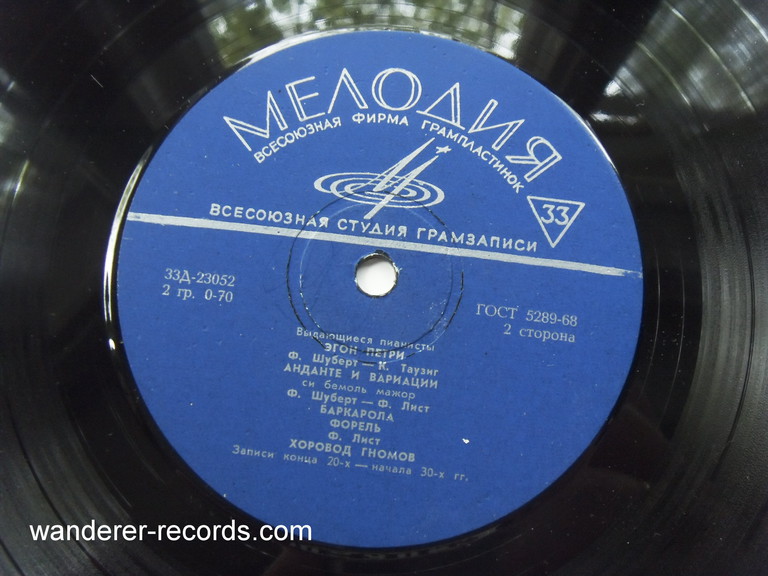 МЕЛОДИЯ
ВСЕСОЮЗНАЯ ФИРМА ГРАМПЛАСТИНОК
33
ВСЕСОЮЗНАЯ СТУДИЯ ГРАМЗАПИСИ
33Д-23052
2 гр. 0-70
ГОСТ 5289-68
2 сторона
Выдающиеся пианисты
ЭГОН ПЕТРИ
Ф. Шуберт — К. Таузиг
АНДАНТЕ И ВАРИАЦИИ
си бемоль мажор
Ф. Шуберт — Ф. Лист
БАРКАРОЛА
ФОРЕЛЬ
Ф. Лист
ХОРОВОД ГНОМОВ
Записи конца 20-х — начала 30-х гг.
wanderer-records.com